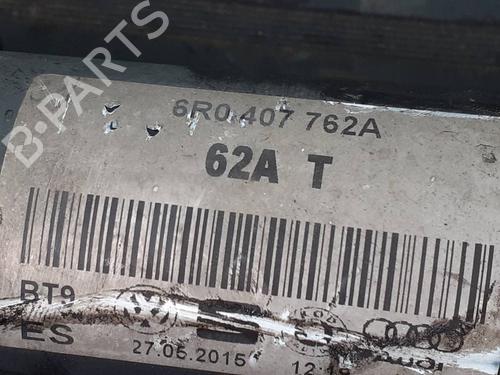 B-PARTS
6R0 407 762A
62A T
BT9
ES
27.05.2015